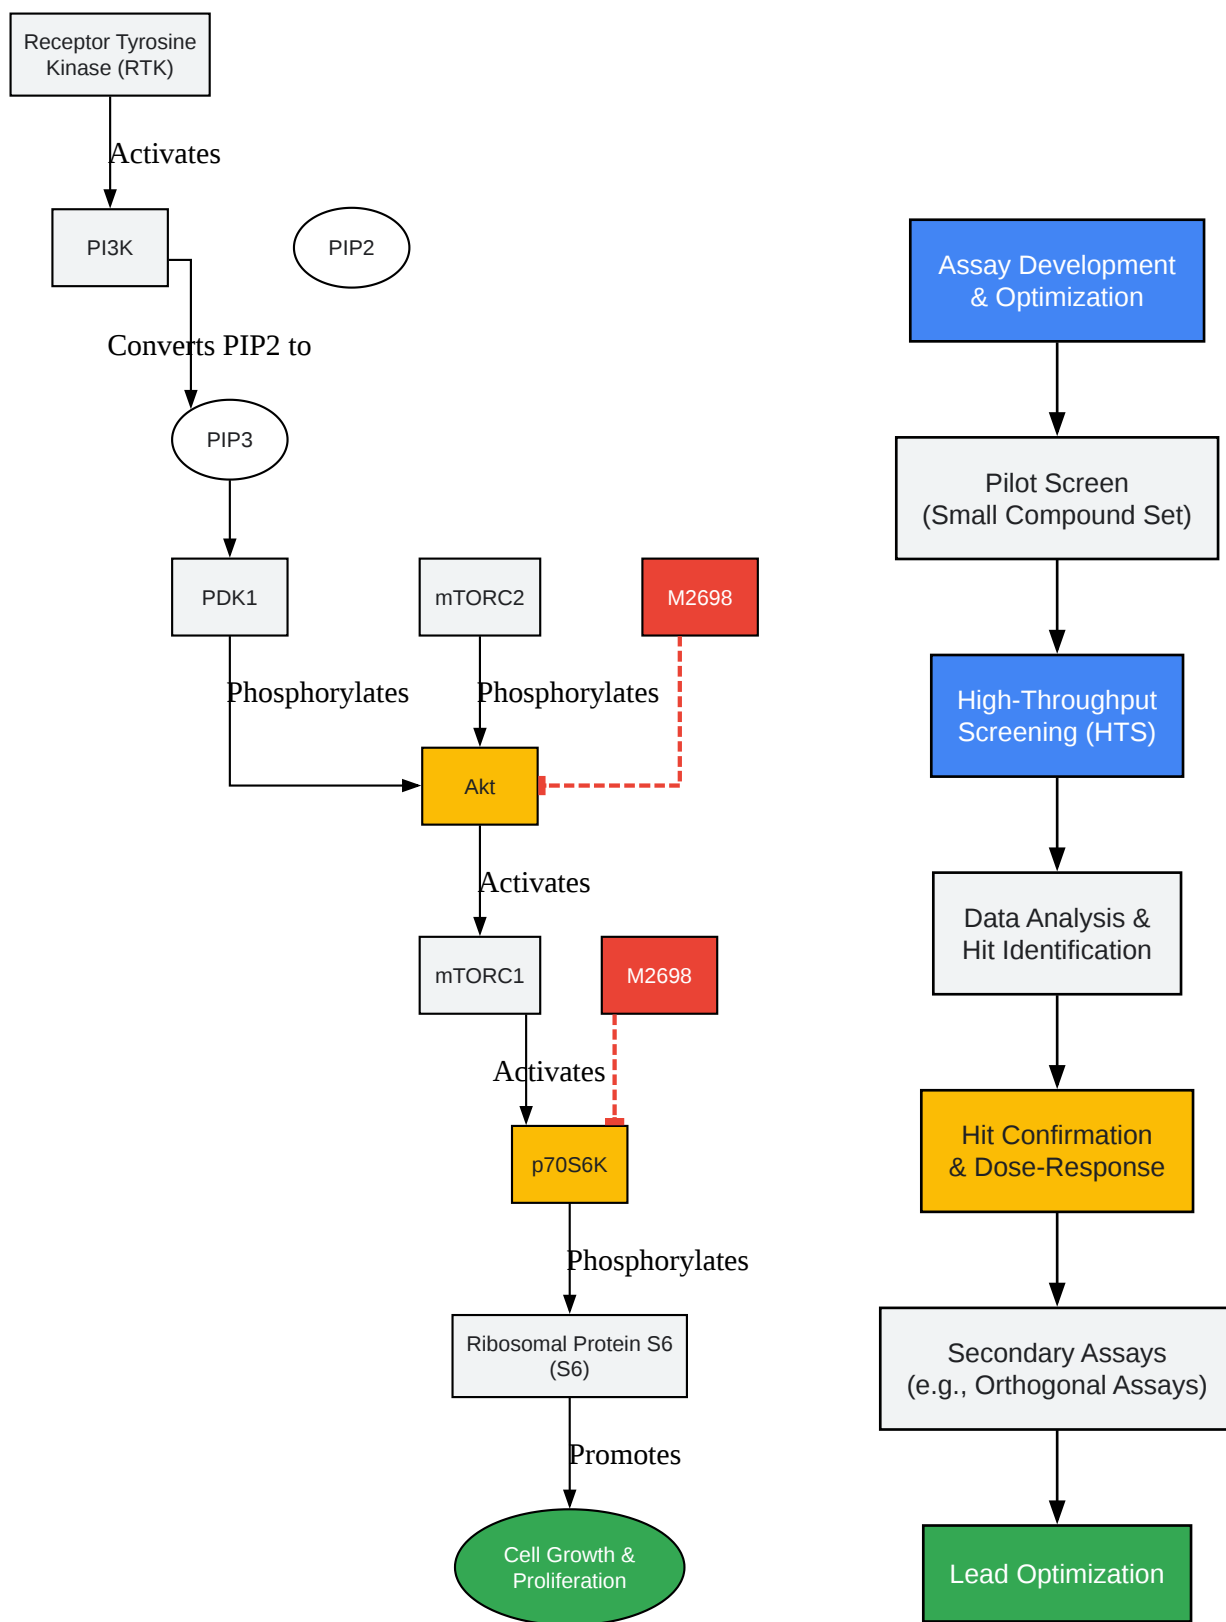 Receptor Tyrosine
Kinase (RTK)
Activates
PI3K
PIP2
Converts PIP2 to
PIP3
PDK1
mTORC2
M2698
Phosphorylates
Phosphorylates
Akt
Activates
mTORC1
M2698
Activates
p70S6K
Phosphorylates
Ribosomal Protein S6
(S6)
Promotes
Cell Growth &
Proliferation
Assay Development
& Optimization
Pilot Screen
(Small Compound Set)
High-Throughput
Screening (HTS)
Data Analysis &
Hit Identification
Hit Confirmation
& Dose-Response
Secondary Assays
(e.g., Orthogonal Assays)
Lead Optimization